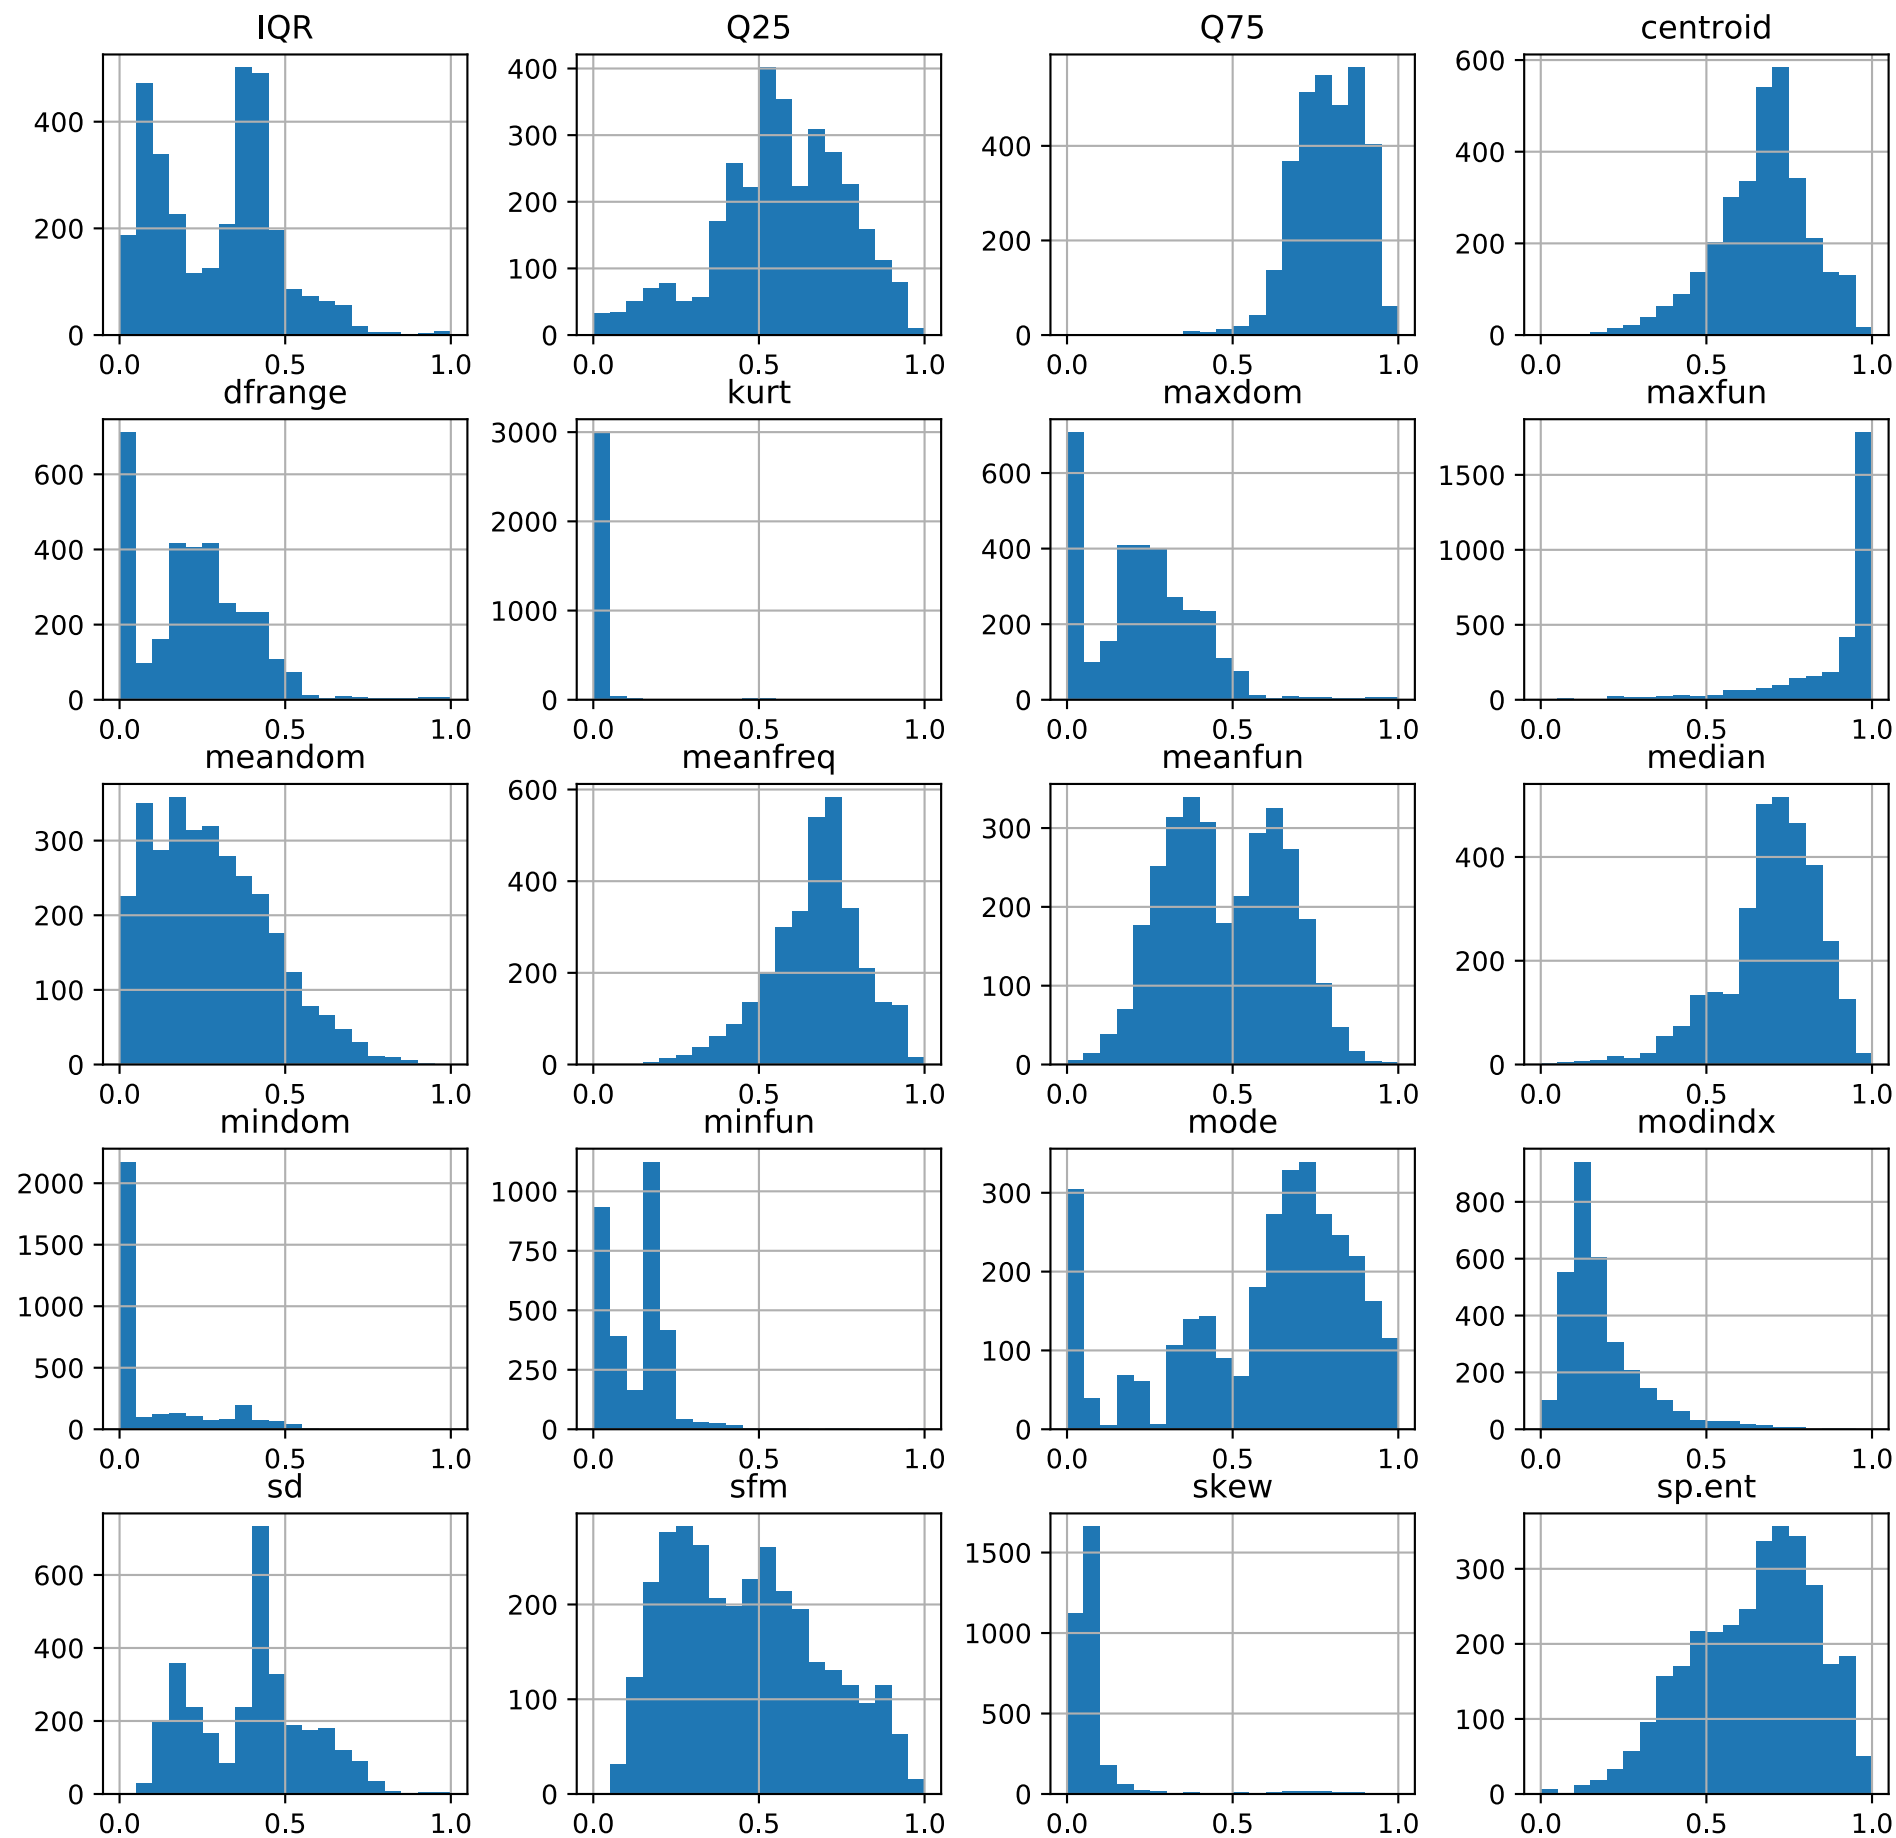 IQR Q25 Q75 centroid
400 200 0 400 300 200 100 0 400 200 0 600 400 200 0
0.0 0.5 1.0 0.0 0.5 1.0 0.0 0.5 1.0 0.0 0.5 1.0
dfrange kurt maxdom maxfun
600 400 200 0 3000 2000 1000 0 600 400 200 0 1500 1000 500 0
0.0 0.5 1.0 0.0 0.5 1.0 0.0 0.5 1.0 0.0 0.5 1.0
meandom meanfreq meanfun median
300 200 100 0 600 400 200 0 300 200 100 0 400 200 0
0.0 0.5 1.0 0.0 0.5 1.0 0.0 0.5 1.0 0.0 0.5 1.0
mindom minfun mode modindx
2000 1500 1000 500 0 1000 750 500 250 0 300 200 100 0 800 600 400 200 0
0.0 0.5 1.0 0.0 0.5 1.0 0.0 0.5 1.0 0.0 0.5 1.0
sd sfm skew sp.ent
600 400 200 0 200 100 0 1500 1000 500 0 300 200 100 0
0.0 0.5 1.0 0.0 0.5 1.0 0.0 0.5 1.0 0.0 0.5 1.0